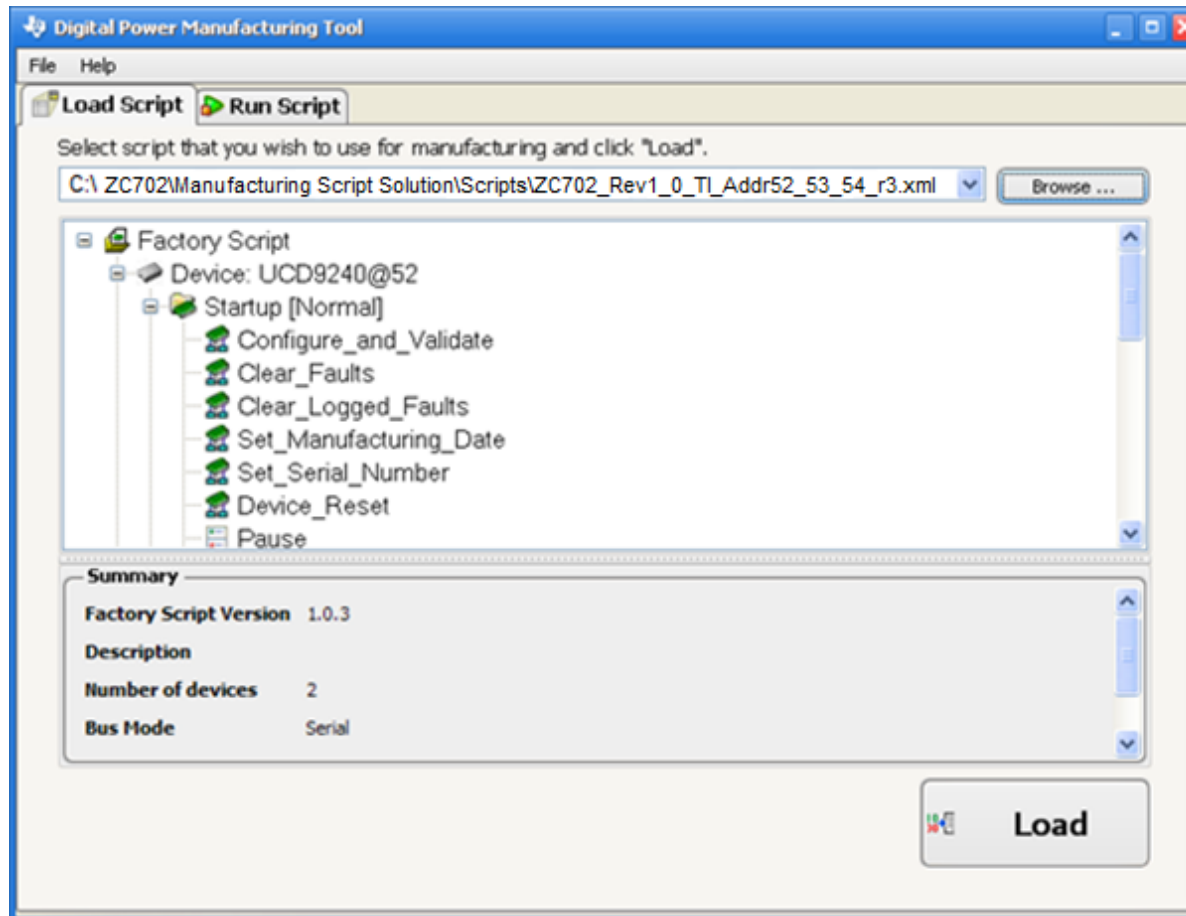 Digital Power Manufacturing Tool
File Help
Load Script Run Script
Select script that you wish to use for manufacturing and click "Load".
C:\ ZC702\Manufacturing Script Solution\Scripts\ZC702_Rev1_0_TI_Addr52_53_54_r3.xml Browse ...
Factory Script
Device: UCD9240@52
Startup [Normal]
Configure_and_Validate
Clear_Faults
Clear_Logged_Faults
Set_Manufacturing_Date
Set_Serial_Number
Device_Reset
Pause
Summary
Factory Script Version 1.0.3
Description
Number of devices 2
Bus Mode Serial
Load